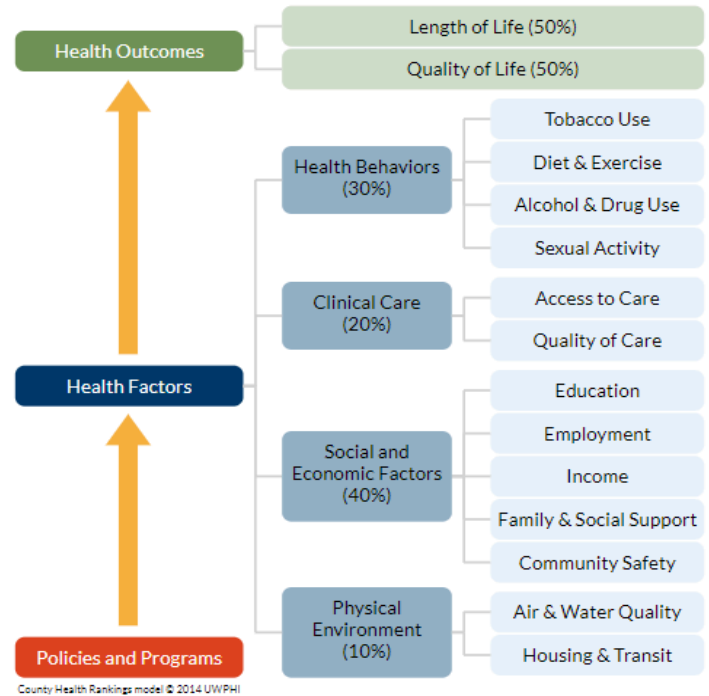 Health Outcomes
Length of Life (50%)
Quality of Life (50%)
Health Behaviors
(30%)
Tobacco Use
Diet & Exercise
Alcohol & Drug Use
Sexual Activity
Clinical Care
(20%)
Access to Care
Quality of Care
Health Factors
Social and
Economic Factors
(40%)
Education
Employment
Income
Family & Social Support
Community Safety
Physical
Environment
(10%)
Air & Water Quality
Housing & Transit
Policies and Programs
County Health Rankings model © 2014 UWPHI